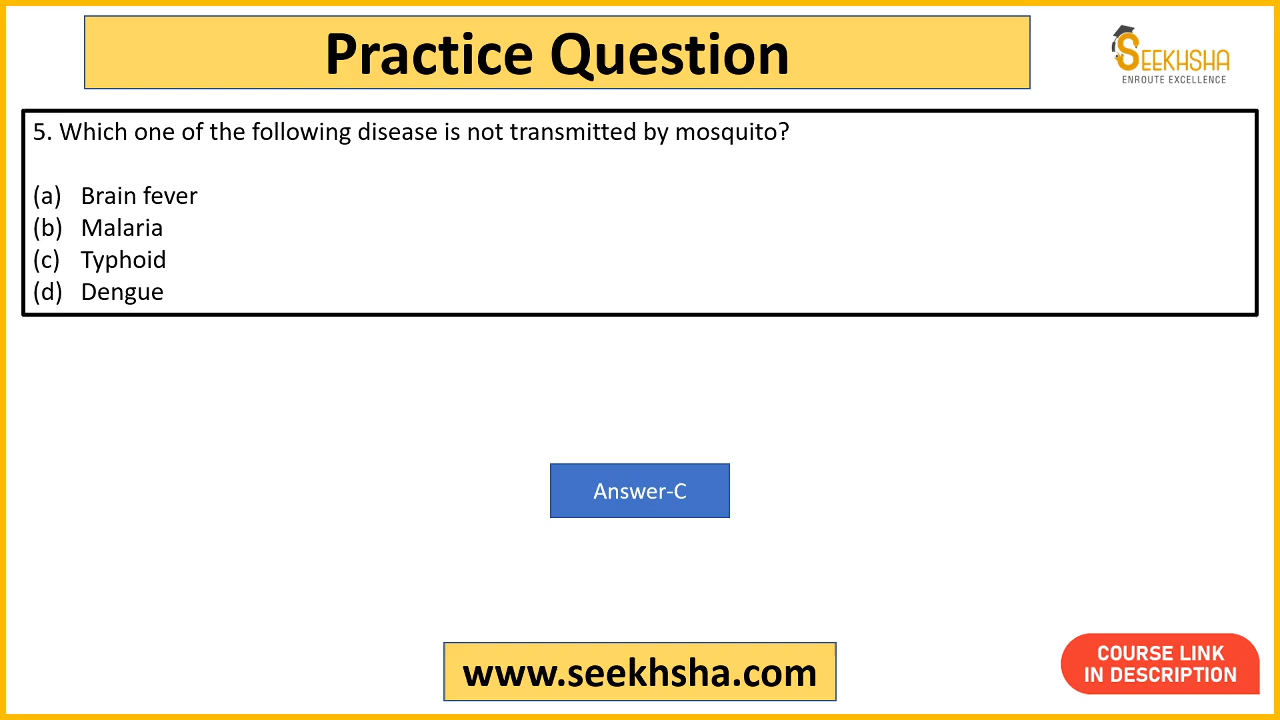 Practice Question
SEEKHSHA
ENROUTE EXCELLENCE
5. Which one of the following disease is not transmitted by mosquito?
(a) Brain fever
(b) Malaria
(c) Typhoid
(d) Dengue
Answer-C
www.seekhsha.com
COURSE LINK
IN DESCRIPTION